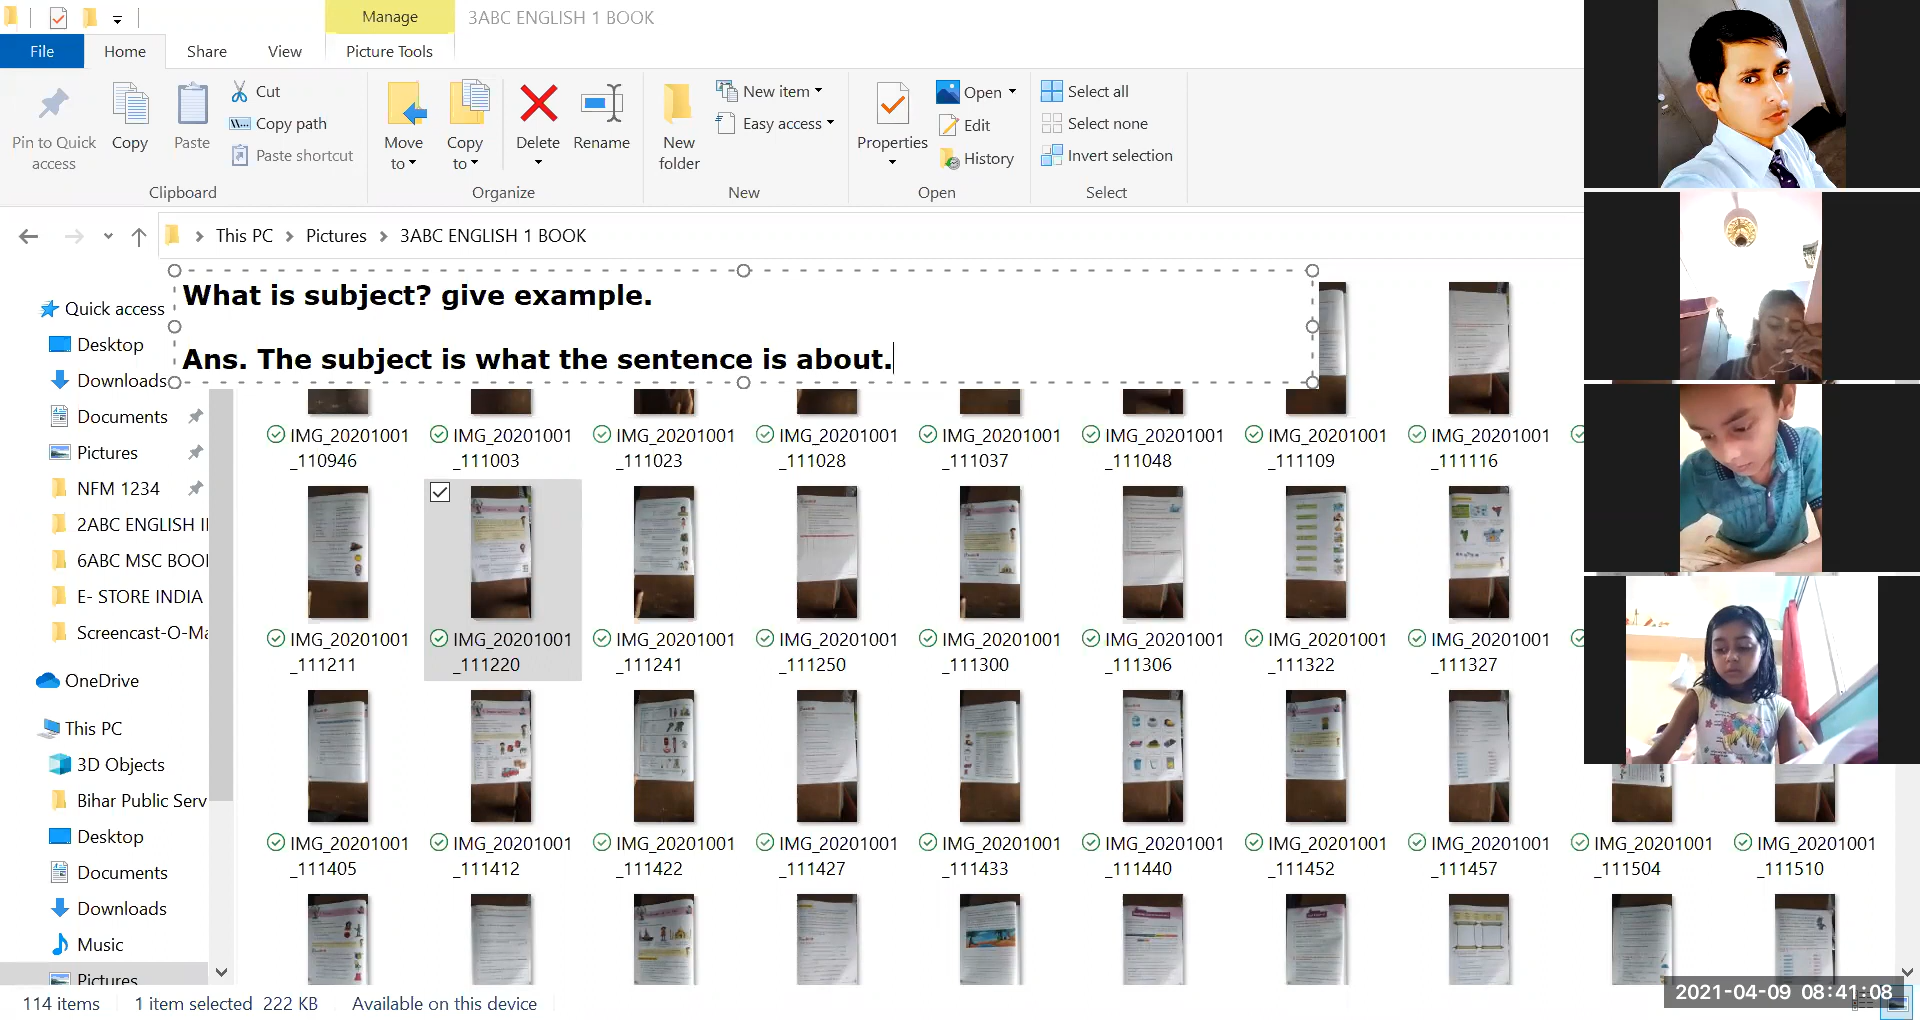 Manage
3ABC ENGLISH 1 BOOK
File
Home
Share
View
Picture Tools
Pin to Quick access
Copy
Paste
Cut
Copy path
Paste shortcut
Move to
Copy to
Delete
Rename
New folder
New item
Easy access
Properties
Open
Edit
History
Select all
Select none
Invert selection
Clipboard
Organize
New
Open
Select
This PC
Pictures
3ABC ENGLISH 1 BOOK
What is subject? give example.
Ans. The subject is what the sentence is about.
Quick access
Desktop
Downloads
Documents
Pictures
NFM 1234
2ABC ENGLISH II
6ABC MSC BOO
E- STORE INDIA
Screencast-O-Ma
OneDrive
This PC
3D Objects
Bihar Public Serv
Desktop
Documents
Downloads
Music
Pictures
IMG_20201001_110946
IMG_20201001_111003
IMG_20201001_111023
IMG_20201001_111028
IMG_20201001_111037
IMG_20201001_111048
IMG_20201001_111109
IMG_20201001_111116
IMG_20201001_111211
IMG_20201001_111220
IMG_20201001_111241
IMG_20201001_111250
IMG_20201001_111300
IMG_20201001_111306
IMG_20201001_111322
IMG_20201001_111327
IMG_20201001_111405
IMG_20201001_111412
IMG_20201001_111422
IMG_20201001_111427
IMG_20201001_111433
IMG_20201001_111440
IMG_20201001_111452
IMG_20201001_111457
IMG_20201001_111504
IMG_20201001_111510
114 items
1 item selected 222 KB
Available on this device
2021-04-09 08:41:08